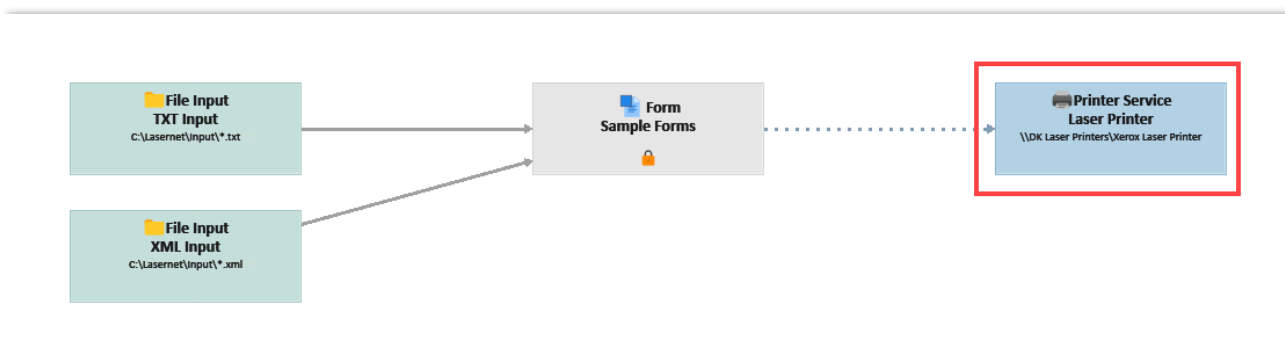 File Input
TXT Input
C:\Lasernet\Input\*.txt
File Input
XML Input
C:\Lasernet\Input\*.xml
Form
Sample Forms
Printer Service
Laser Printer
\\DK Laser Printers\Xerox Laser Printer